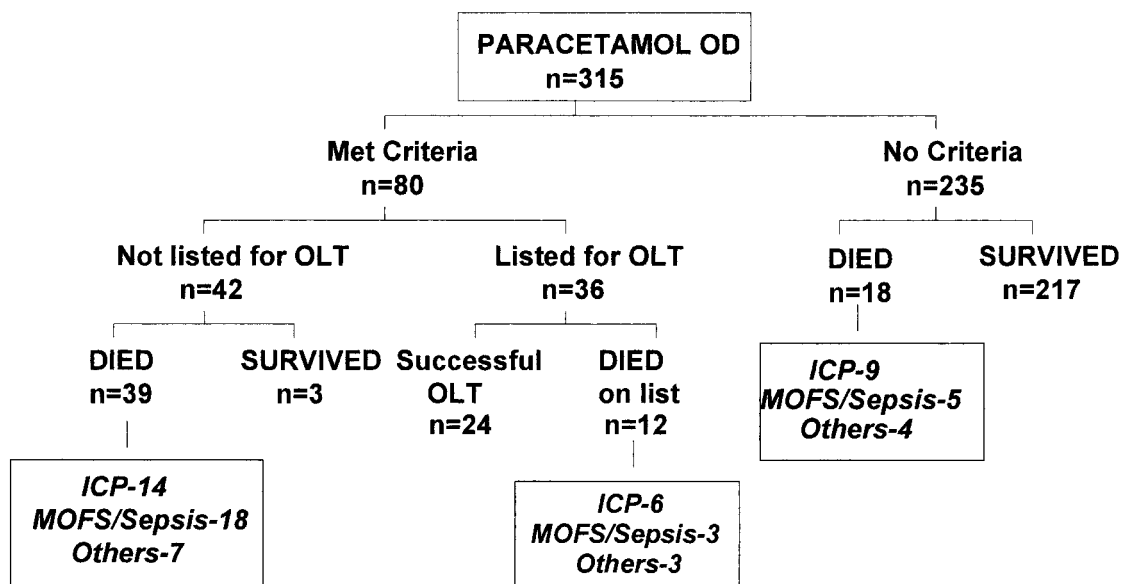 PARACETAMOL OD
n=315
Met Criteria
n=80
No Criteria
n=235
Not listed for OLT
n=42
Listed for OLT
n=36
DIED
n=18
SURVIVED
n=217
DIED
n=39
SURVIVED
n=3
Successful
OLT
n=24
DIED
on list
n=12
ICP-9
MOFS/Sepsis-5
Others-4
ICP-14
MOFS/Sepsis-18
Others-7
ICP-6
MOFS/Sepsis-3
Others-3